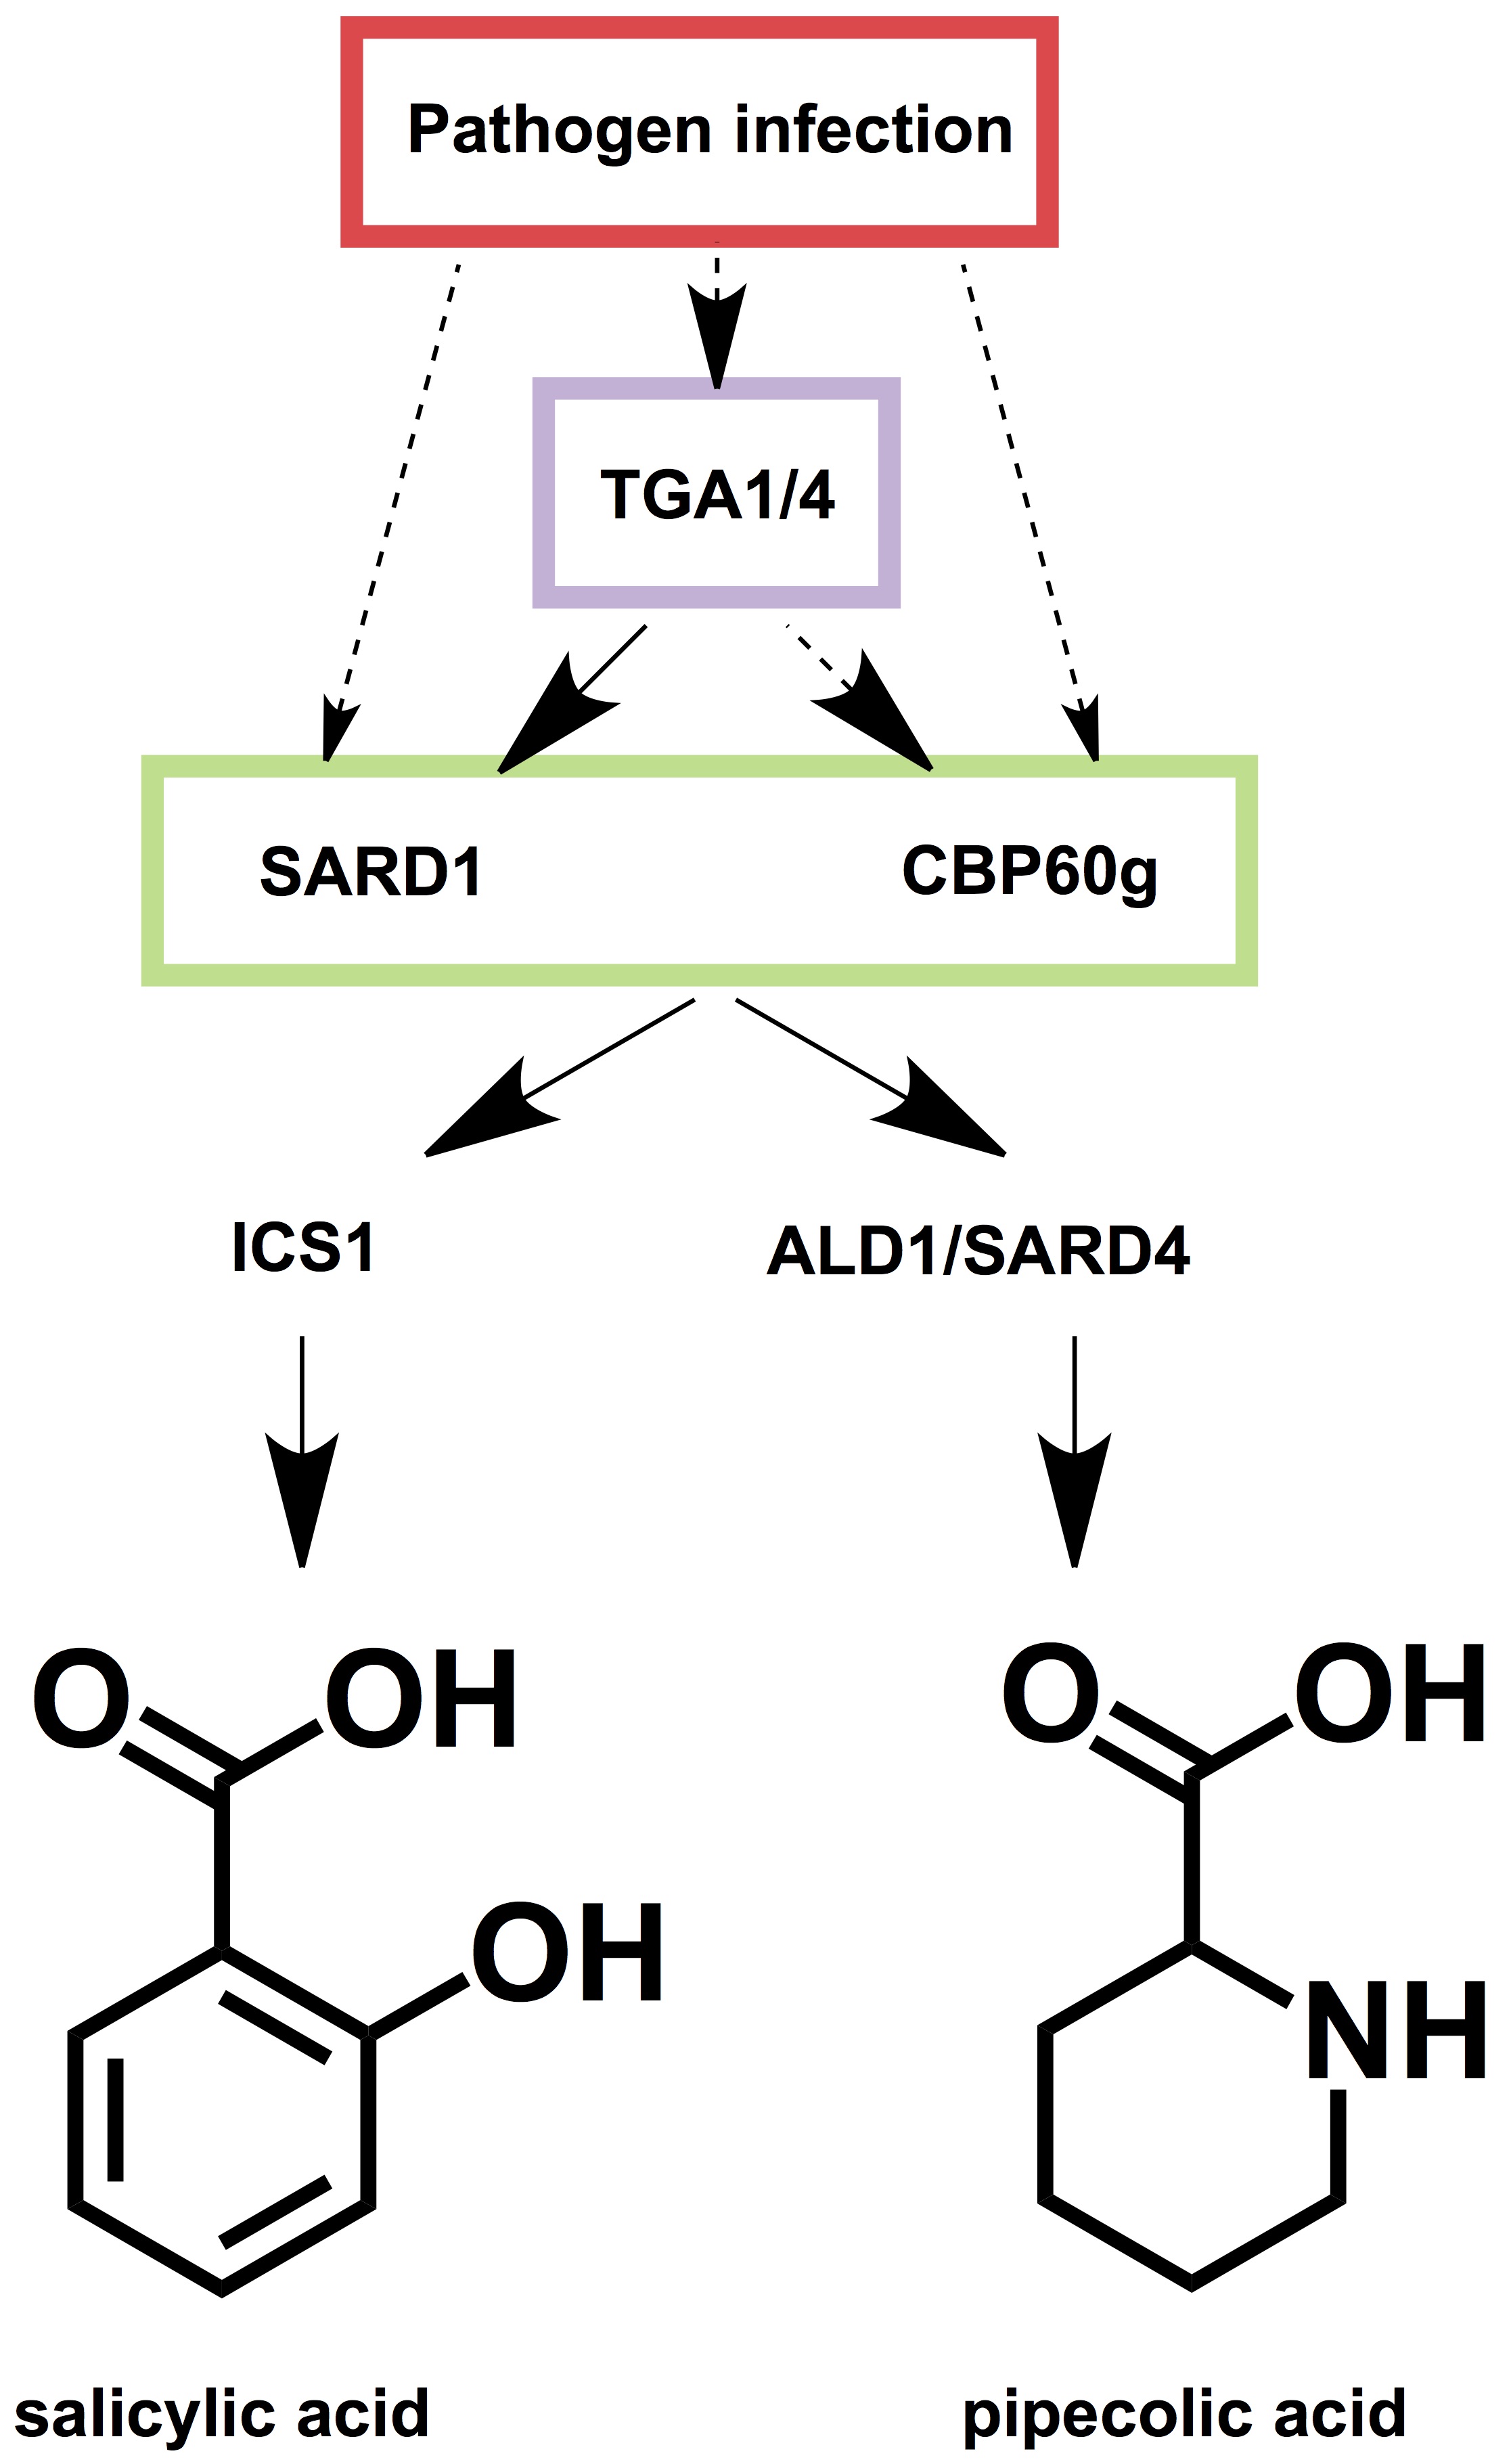 Pathogen infection
TGA1/4
SARD1 CBP60g
ICS1 ALD1/SARD4
O OH O OH
OH NH
salicylic acid pipecolic acid